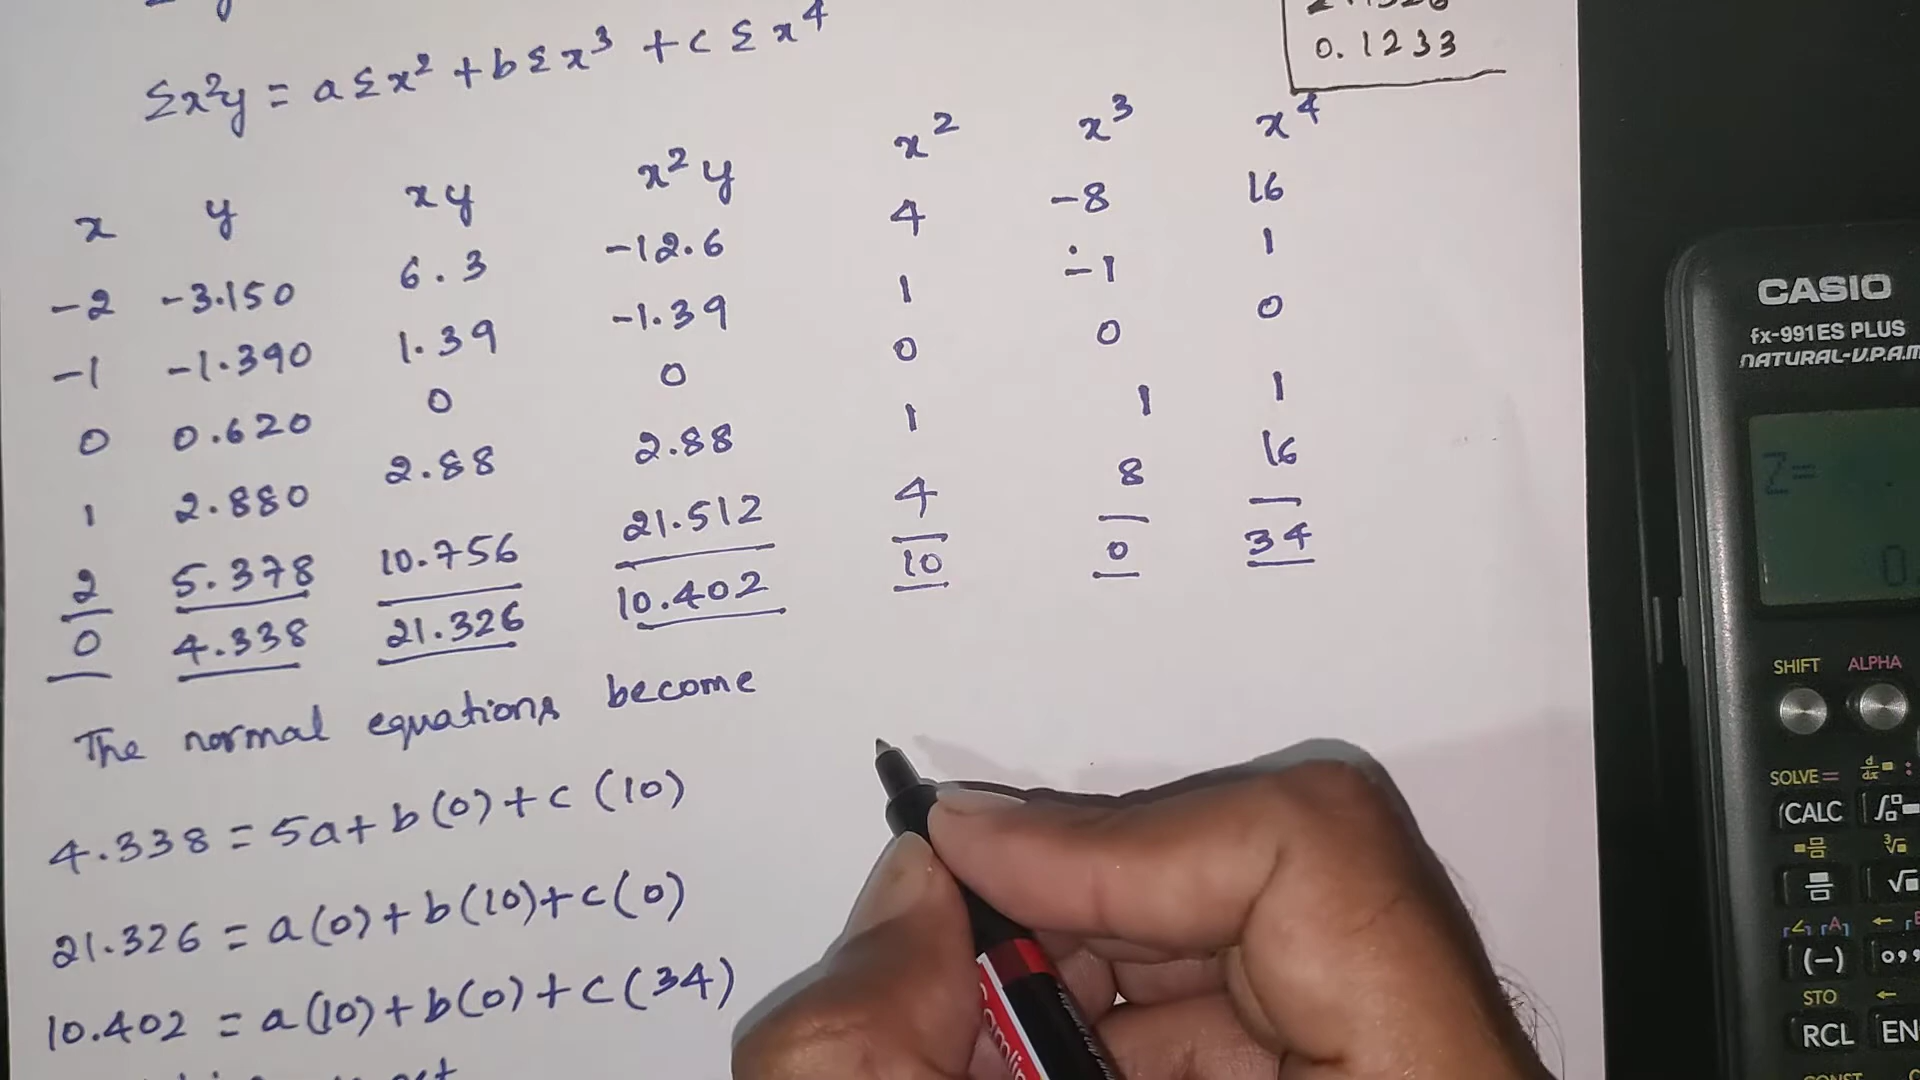 Σx²y = aΣx² + bΣx³ + cΣx⁴
0.1233
x y xy x²y x² x³ x⁴
-2 -3.150 6.3 -12.6 4 -8 16
-1 -1.390 1.39 -1.39 1 -1 1
0 0.620 0 0 0 0 0
1 2.880 2.88 2.88 1 1 1
2 5.378 10.756 21.512 4 8 16
0 4.338 21.326 10.402 10 0 34
The normal equations become
4.338 = 5a + b(0) + c(10)
21.326 = a(0) + b(10) + c(0)
10.402 = a(10) + b(0) + c(34)
CASIO
fx-991ES PLUS
NATURAL-V.P.A.M
Z=
0
SHIFT ALPHA
SOLVE =
CALC
(-)
STO
RCL EN